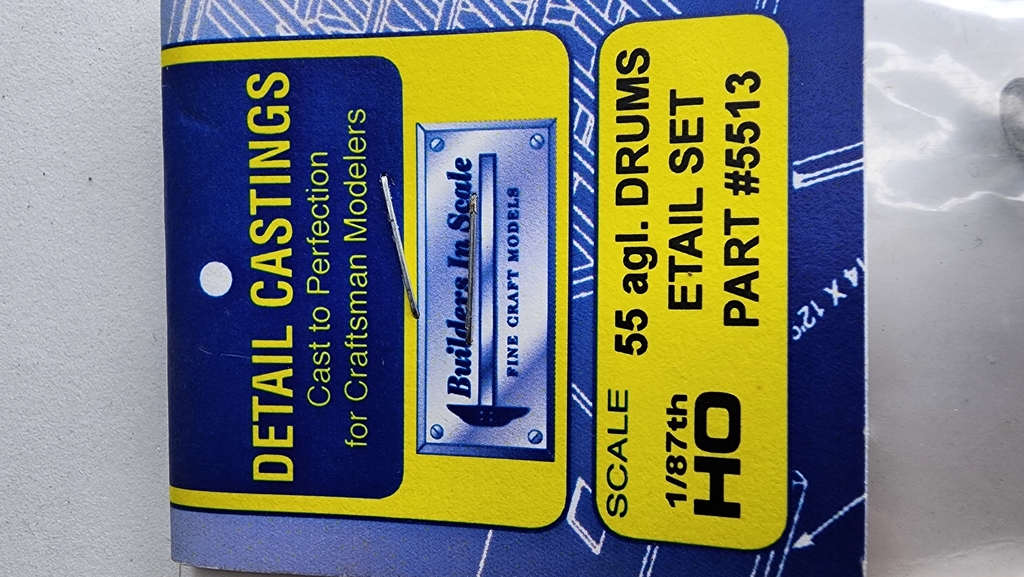 DETAIL CASTINGS
Cast to Perfection
for Craftsman Modelers
Builders In Scale
FINE CRAFT MODELS
SCALE
1/87th
HO
55 agl. DRUMS
ETAIL SET
PART #5513